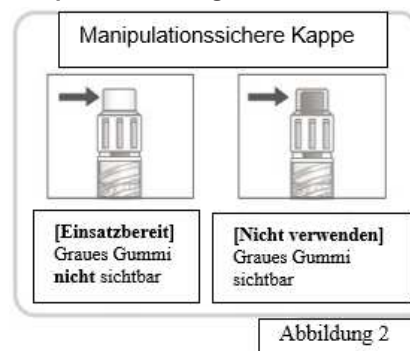 Manipulationssichere Kappe
[Einsatzbereit]
Graues Gummi
nicht sichtbar
[Nicht verwenden]
Graues Gummi
sichtbar
Abbildung 2